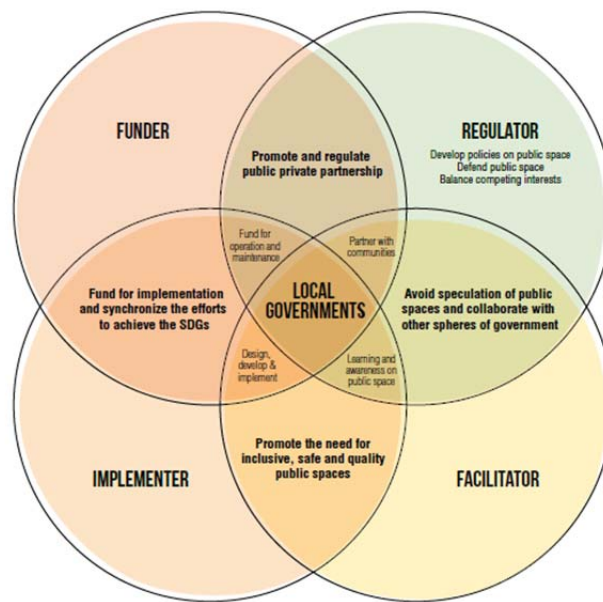 FUNDER
REGULATOR
Develop policies on public space
Defend public space
Balance competing interests
Promote and regulate
public private partnership
Fund for
operation and
maintenance
Partner with
communities
Fund for implementation
and synchronize the efforts
to achieve the SDGs
LOCAL
GOVERNMENTS
Avoid speculation of public
spaces and collaborate with
other spheres of government
Design,
develop &
implement
Learning and
awareness on
public space
Promote the need for
inclusive, safe and quality
public spaces
IMPLEMENTER
FACILITATOR